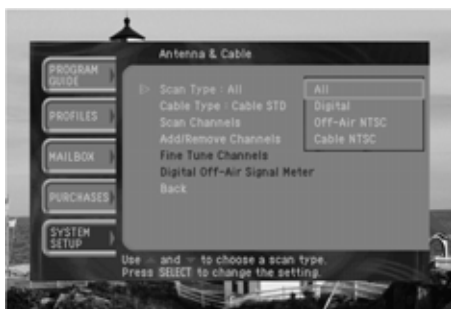 Antenna & Cable
PROGRAM
GUIDE
PROFILES
MAILBOX
PURCHASES
SYSTEM
SETUP
Scan Type : All
Cable Type : Cable STD
Scan Channels
Add/Remove Channels
Fine Tune Channels
Digital Off-Air Signal Meter
Back
All
Digital
Off-Air NTSC
Cable NTSC
Use and to choose a scan type.
Press SELECT to change the setting.